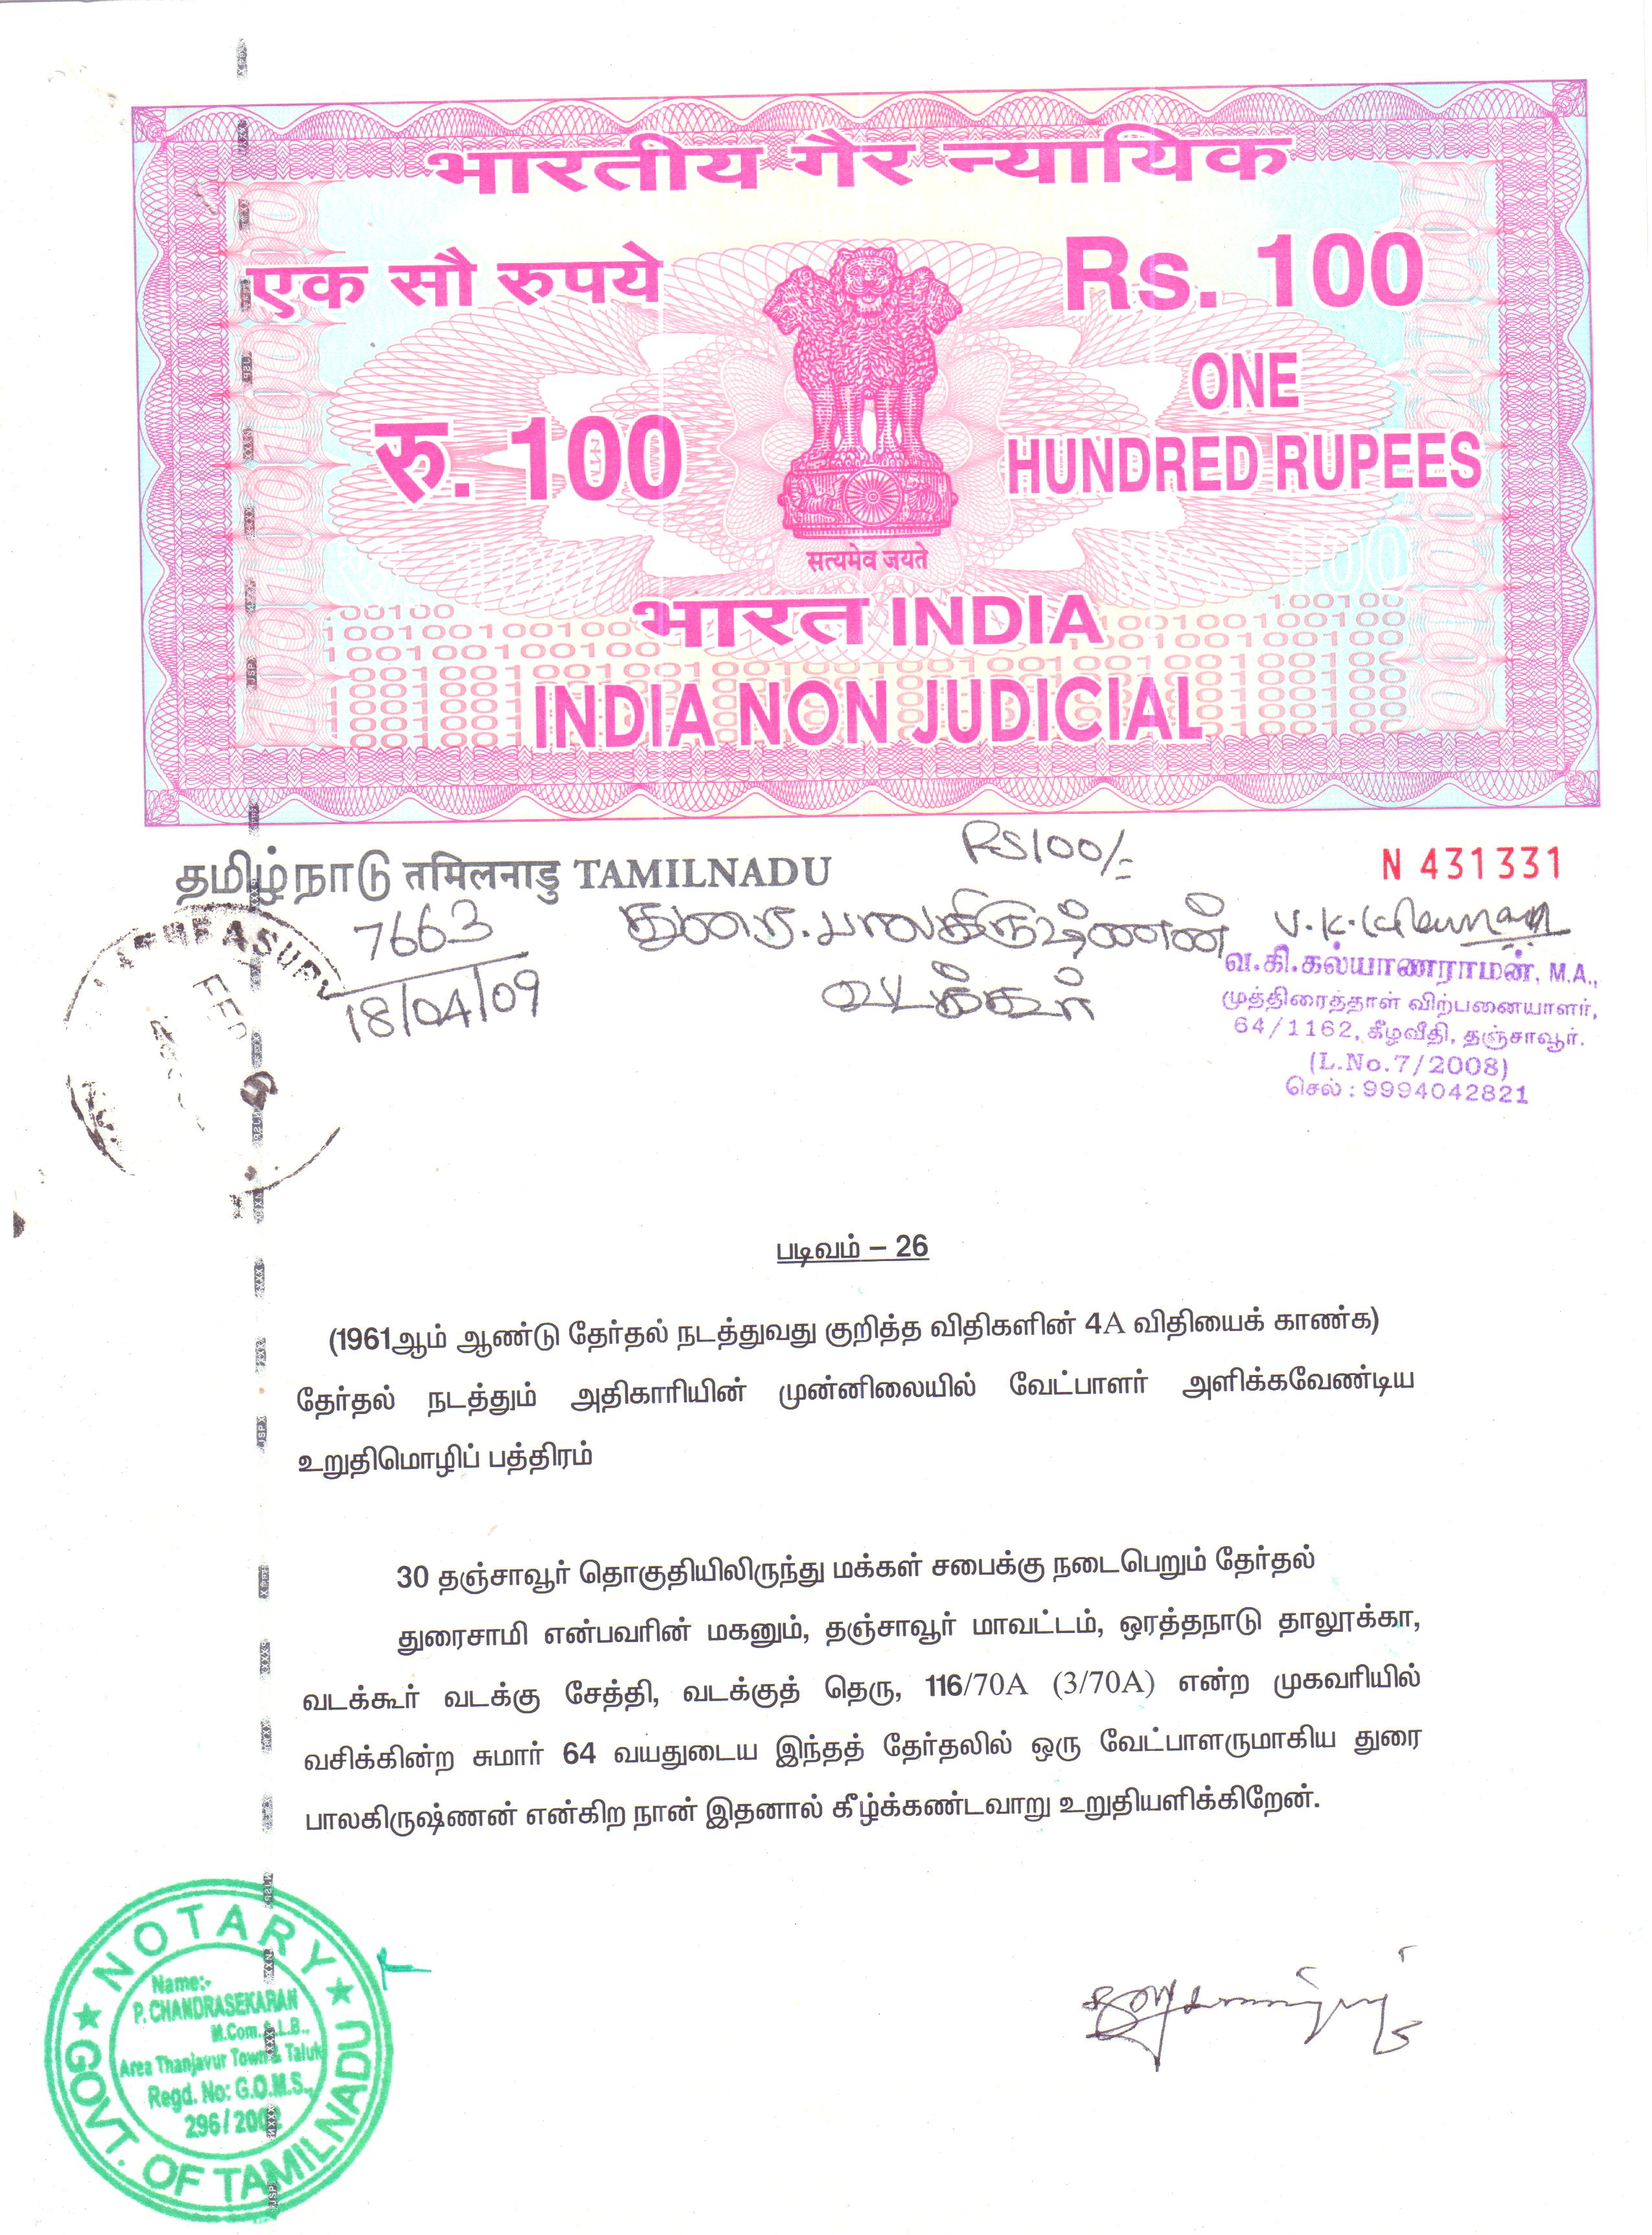 भारतीय गैर न्यायिक
एक सौ रुपये
Rs. 100
रु. 100
ONE
HUNDRED RUPEES
सत्यमेव जयते
भारत INDIA
INDIA NON JUDICIAL
தமிழ்நாடு तमिलनाडु TAMILNADU
Rs100/-
N 431331
7663
18/04/09
துரை.பாலகிருஷ்ணன்
வடக்கூர்
வ.கி.கல்யாணராமன், M.A.,
முத்திரைத்தாள் விற்பனையாளர்,
64/1162, கீழவீதி, தஞ்சாவூர்.
(L.No.7/2008)
செல் : 9994042821
படிவம் – 26
(1961ஆம் ஆண்டு தேர்தல் நடத்துவது குறித்த விதிகளின் 4A விதியைக் காண்க)
தேர்தல் நடத்தும் அதிகாரியின் முன்னிலையில் வேட்பாளர் அளிக்கவேண்டிய
உறுதிமொழிப் பத்திரம்
30 தஞ்சாவூர் தொகுதியிலிருந்து மக்கள் சபைக்கு நடைபெறும் தேர்தல்
துரைசாமி என்பவரின் மகனும், தஞ்சாவூர் மாவட்டம், ஒரத்தநாடு தாலூக்கா,
வடக்கூர் வடக்கு சேத்தி, வடக்குத் தெரு, 116/70A (3/70A) என்ற முகவரியில்
வசிக்கின்ற சுமார் 64 வயதுடைய இந்தத் தேர்தலில் ஒரு வேட்பாளருமாகிய துரை
பாலகிருஷ்ணன் என்கிற நான் இதனால் கீழ்க்கண்டவாறு உறுதியளிக்கிறேன்.
NOTARY
Name:-
P. CHANDRASEKARAN
M.Com., L.B.,
Area Thanjavur Town & Taluk
Regd. No: G.O.M.S.,
296/200
GOVT. OF TAMILNADU